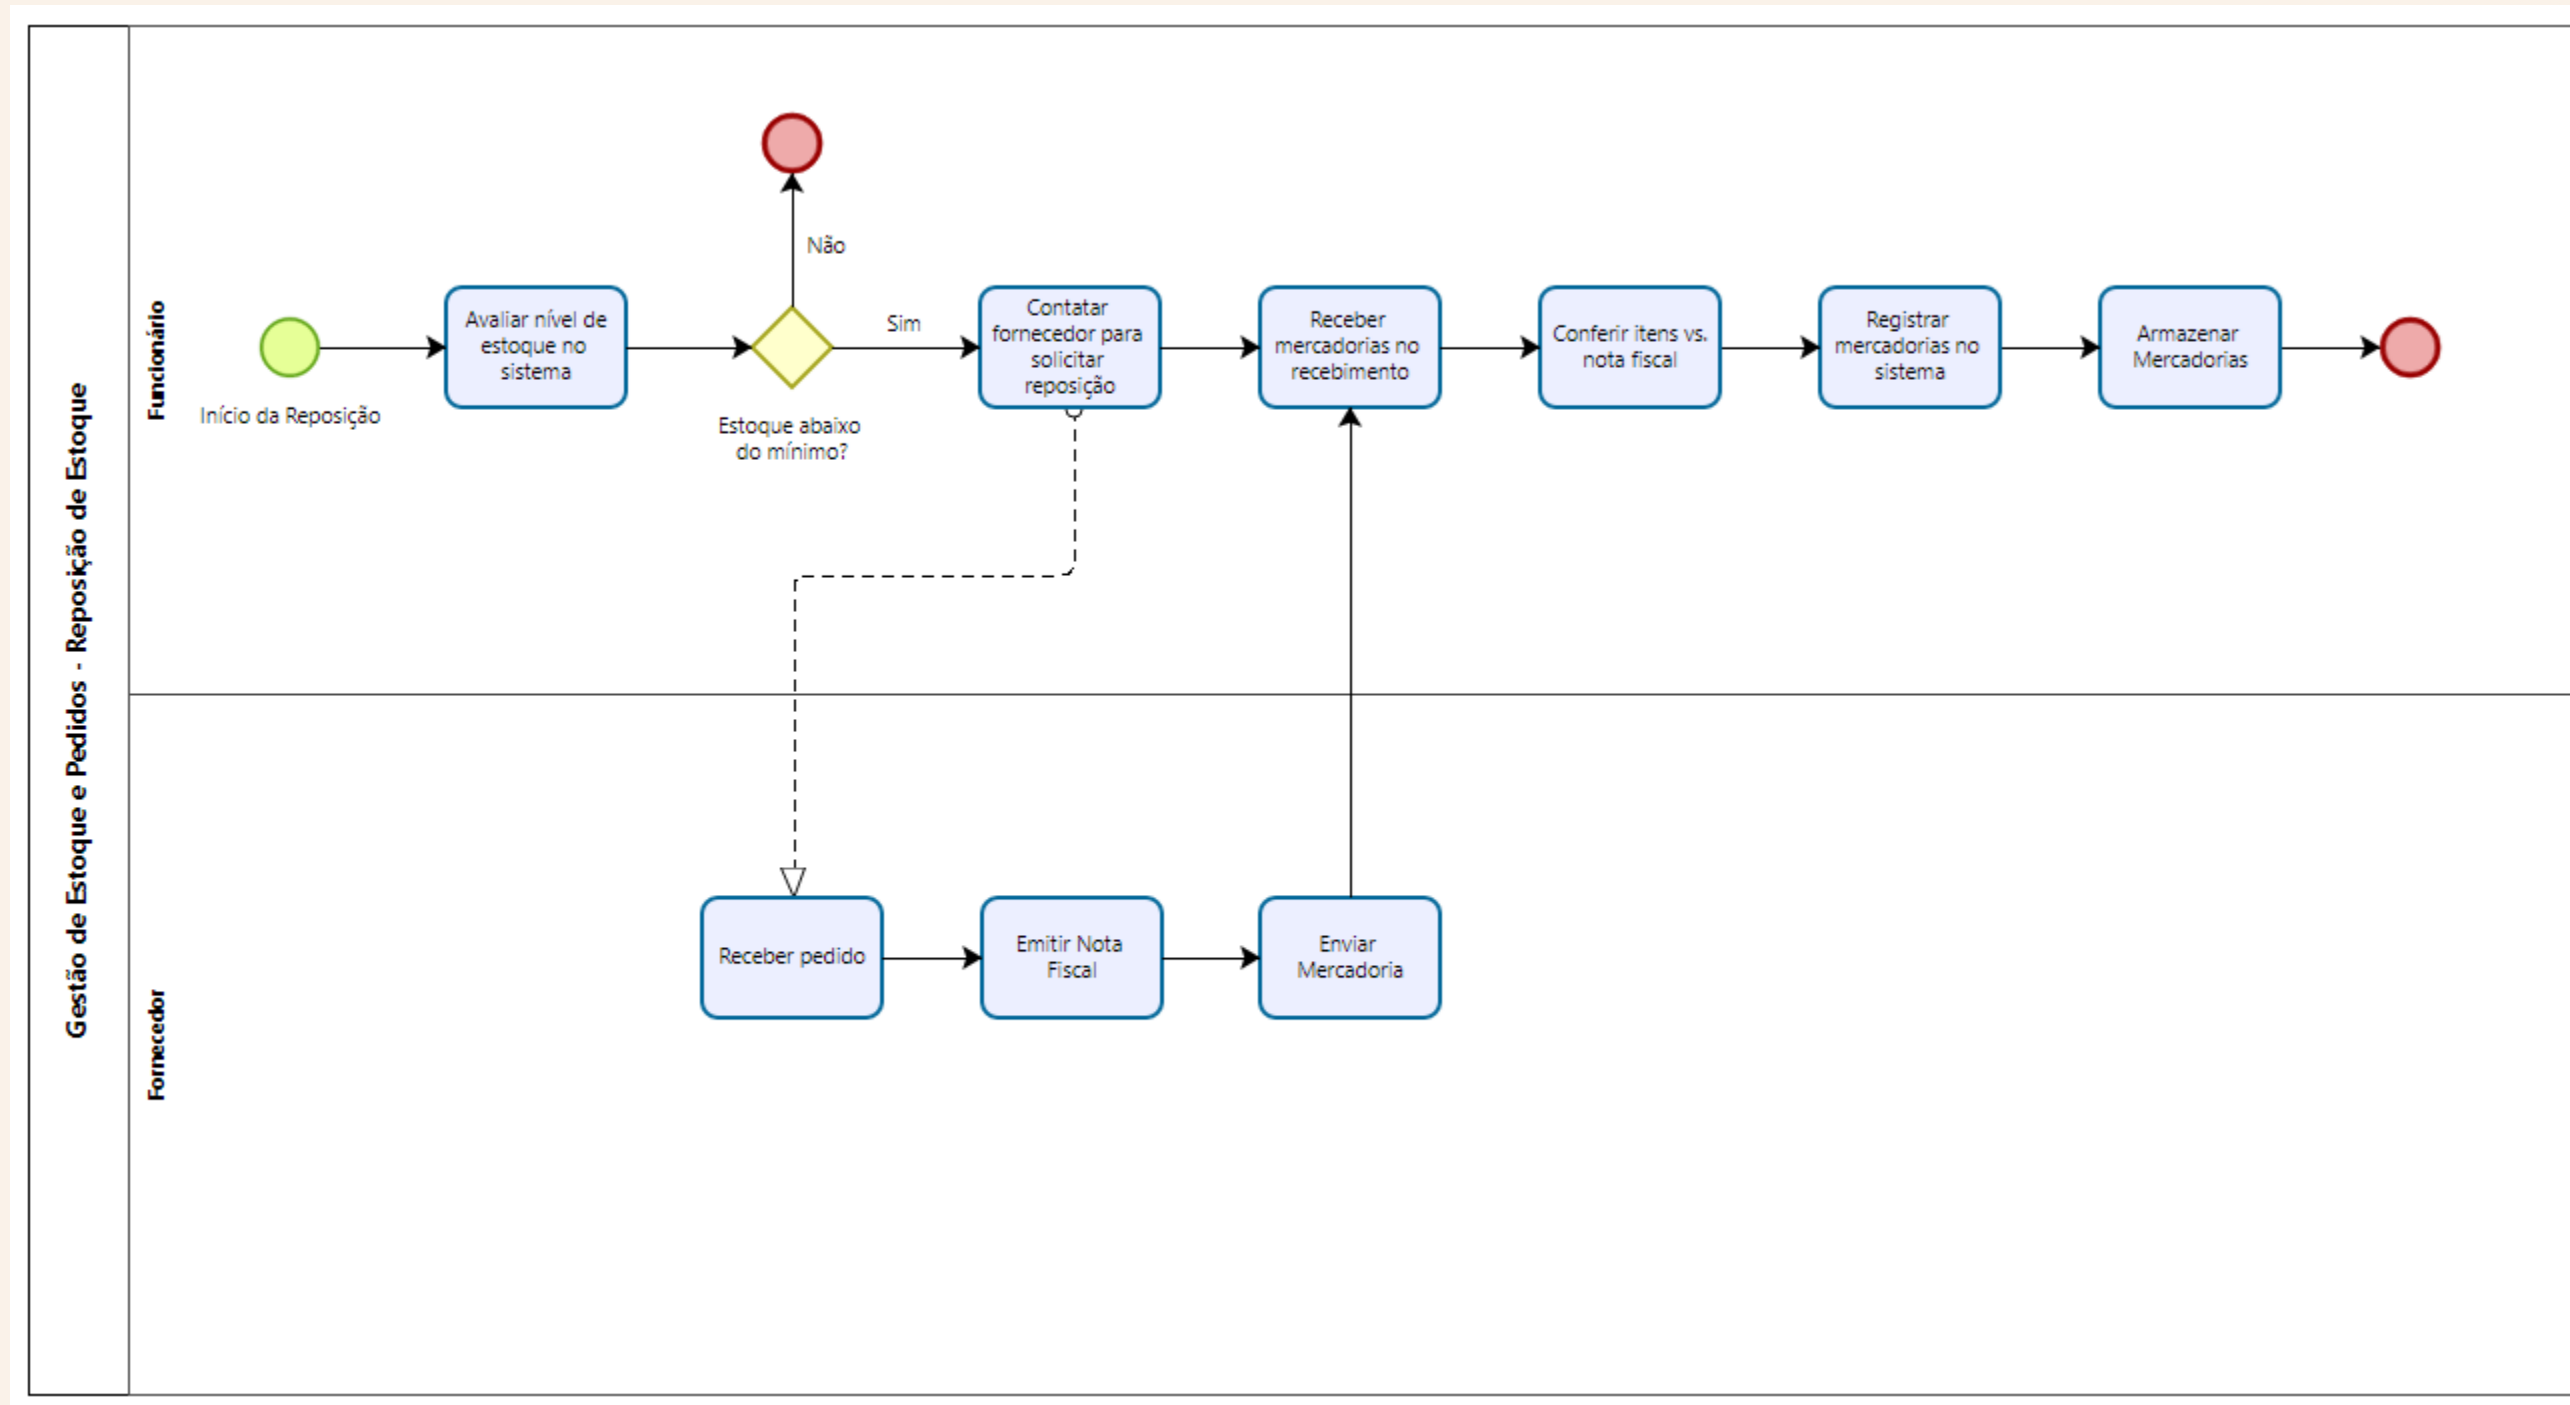 Gestão de Estoque e Pedidos - Reposição de Estoque
Funcionário
Início da Reposição
Avaliar nível de
estoque no
sistema
Não
Estoque abaixo
do mínimo?
Sim
Contatar
fornecedor para
solicitar
reposição
Receber
mercadorias no
recebimento
Conferir itens vs.
nota fiscal
Registrar
mercadorias no
sistema
Armazenar
Mercadorias
Fornecedor
Receber pedido
Emitir Nota
Fiscal
Enviar
Mercadoria